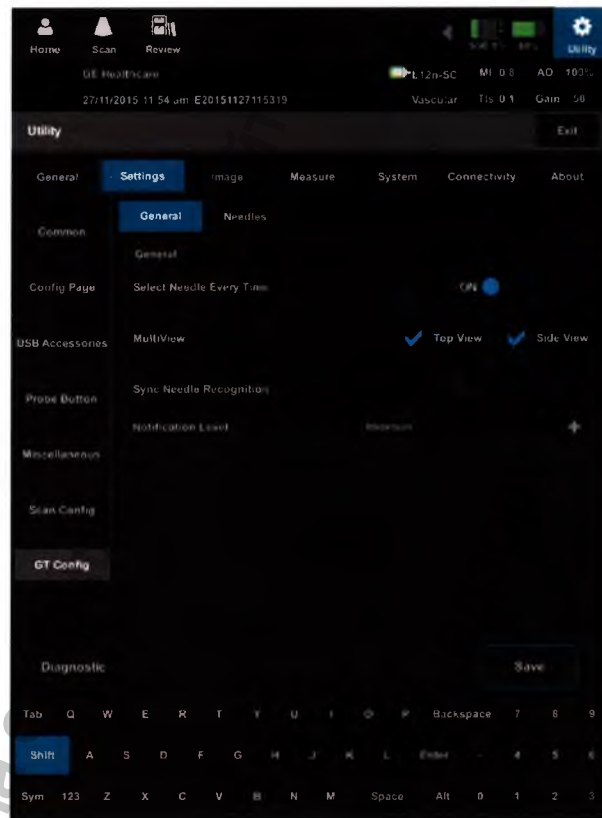 Home Scan Review Utility
GE Healthcare L12n-SC MI 0.8 AO 100%
27/11/2015 11:54 am E20151127115319 Vascular TIs 0.1 Gain 50
Utility Exit
General Settings Image Measure System Connectivity About
General Needles
Common
General
Config Page Select Needle Every Time ON
USB Accessories MultiView Top View Side View
Probe Button Sync Needle Recognition
Notification Level
Miscellaneous
Scan Config
GT Config
Diagnostic Save
Tab Q W E R T Y U I O P Backspace 7 8 9
Shift A S D F G H J K L Enter - 4 5 6
Sym 123 Z X C V B N M Space Alt 0 1 2 3